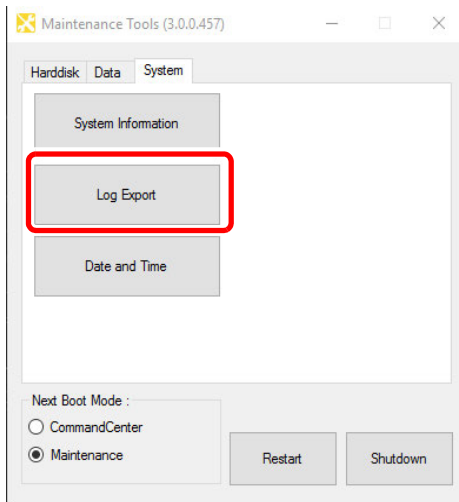 Maintenance Tools (3.0.0.457)
Harddisk Data System
System Information
Log Export
Date and Time
Next Boot Mode :
CommandCenter
Maintenance
Restart Shutdown